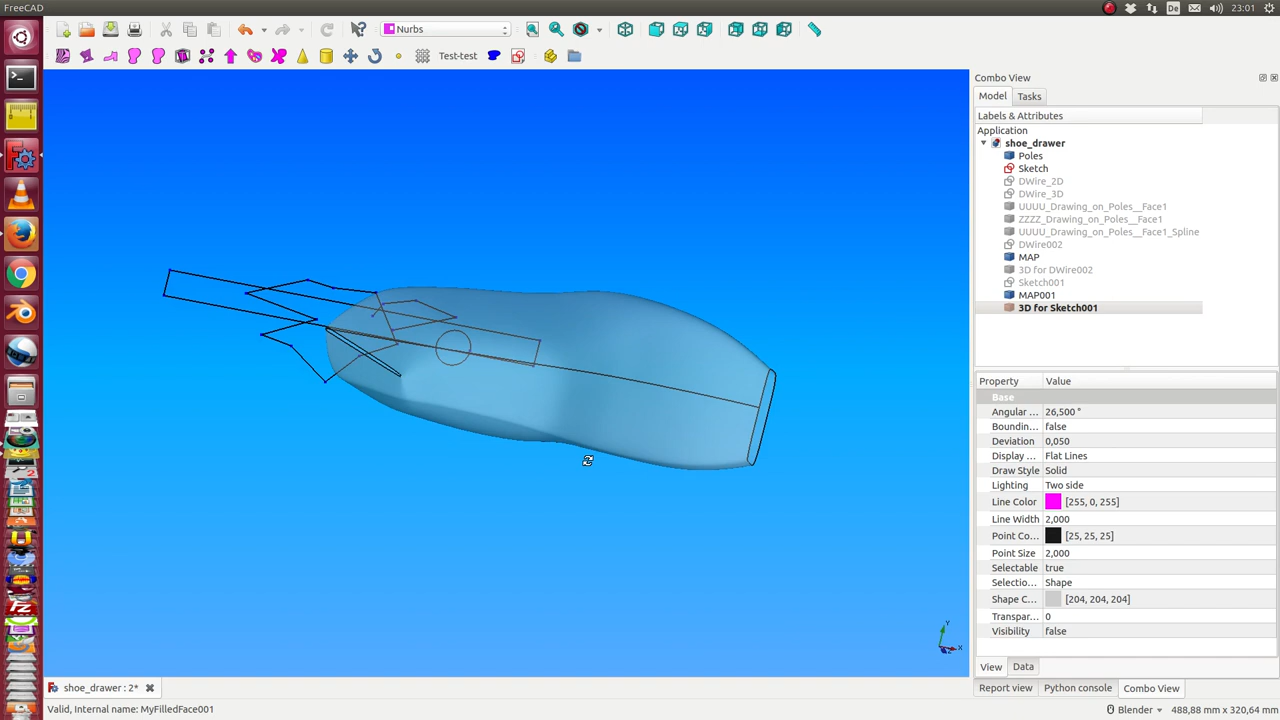 FreeCAD
23:01
Nurbs
Test-test
Combo View
Model
Tasks
Labels & Attributes
Application
shoe_drawer
Poles
Sketch
DWire_2D
DWire_3D
UUUU_Drawing_on_Poles__Face1
ZZZZ_Drawing_on_Poles__Face1
UUUU_Drawing_on_Poles__Face1_Spline
DWire002
MAP
3D for DWire002
Sketch001
MAP001
3D for Sketch001
Property Value
Base
Angular ... 26,500 °
Boundin... false
Deviation 0,050
Display ... Flat Lines
Draw Style Solid
Lighting Two side
Line Color [255, 0, 255]
Line Width 2,000
Point Co... [25, 25, 25]
Point Size 2,000
Selectable true
Selectio... Shape
Shape C... [204, 204, 204]
Transpar... 0
Visibility false
View Data
Y
X
shoe_drawer : 2*
Report view Python console Combo View
Valid, Internal name: MyFilledFace001
Blender 488,88 mm x 320,64 mm